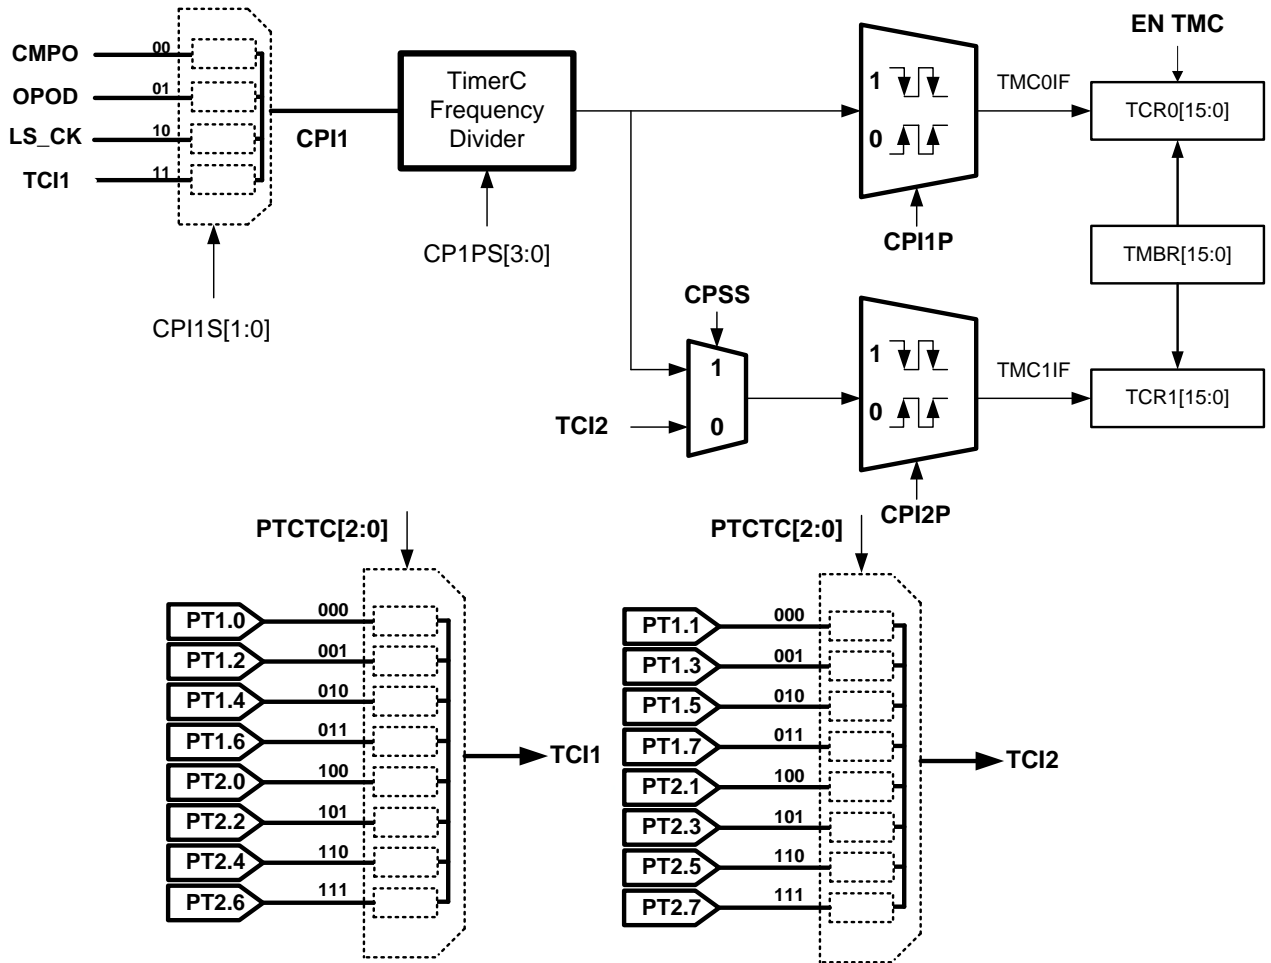 EN TMC
CMPO
00
OPOD
01
LS_CK
10
TCI1
11
CPI1
TimerC
Frequency
Divider
CPI1S[1:0]
CP1PS[3:0]
1
0
CPI1P
TMC0IF
TCR0[15:0]
TMBR[15:0]
CPSS
1
0
TCI2
1
0
CPI2P
TMC1IF
TCR1[15:0]
PTCTC[2:0]
PT1.0
000
PT1.2
001
PT1.4
010
PT1.6
011
PT2.0
100
PT2.2
101
PT2.4
110
PT2.6
111
TCI1
PTCTC[2:0]
PT1.1
000
PT1.3
001
PT1.5
010
PT1.7
011
PT2.1
100
PT2.3
101
PT2.5
110
PT2.7
111
TCI2